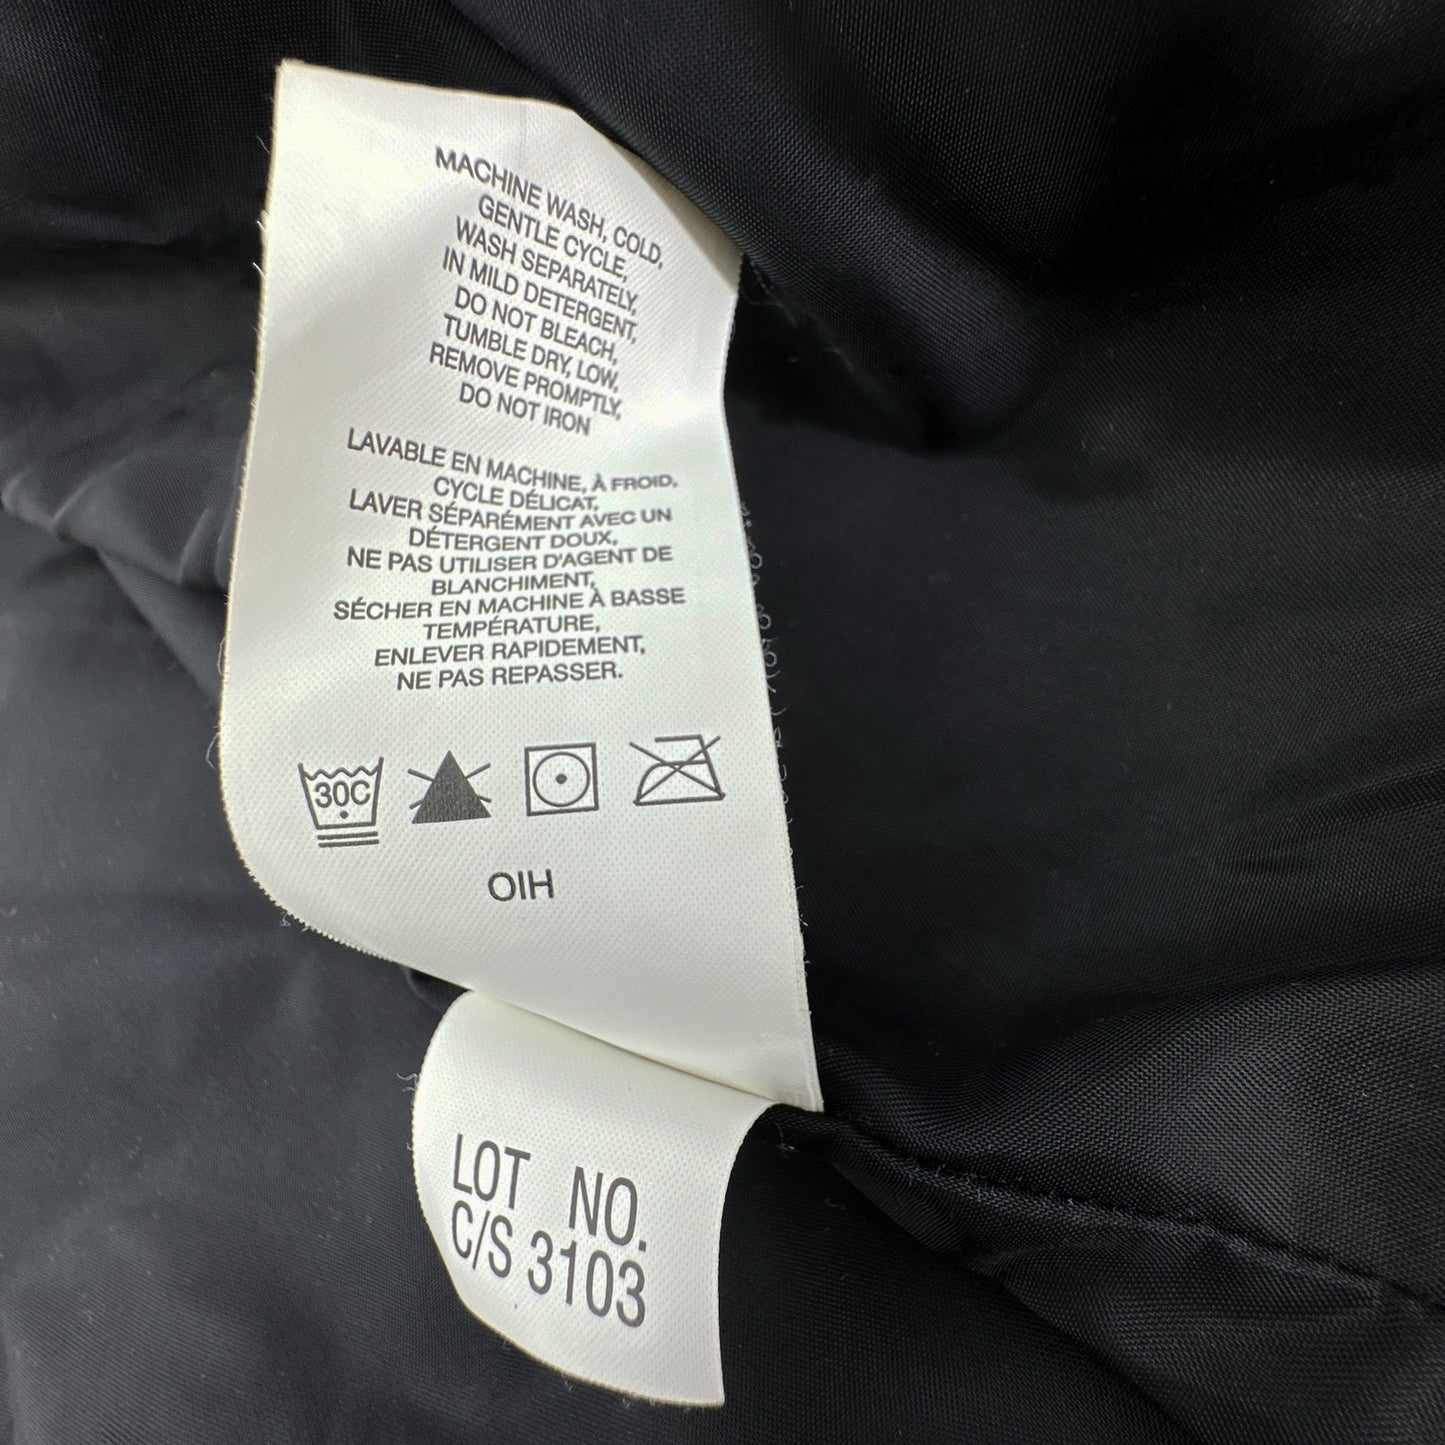 MACHINE WASH, COLD,
GENTLE CYCLE,
WASH SEPARATELY,
IN MILD DETERGENT,
DO NOT BLEACH,
TUMBLE DRY, LOW,
REMOVE PROMPTLY,
DO NOT IRON
LAVABLE EN MACHINE, À FROID,
CYCLE DÉLICAT,
LAVER SÉPARÉMENT AVEC UN
DÉTERGENT DOUX,
NE PAS UTILISER D'AGENT DE
BLANCHIMENT,
SÉCHER EN MACHINE À BASSE
TEMPÉRATURE,
ENLEVER RAPIDEMENT,
NE PAS REPASSER.
30C
OIH
LOT NO.
C/S 3103